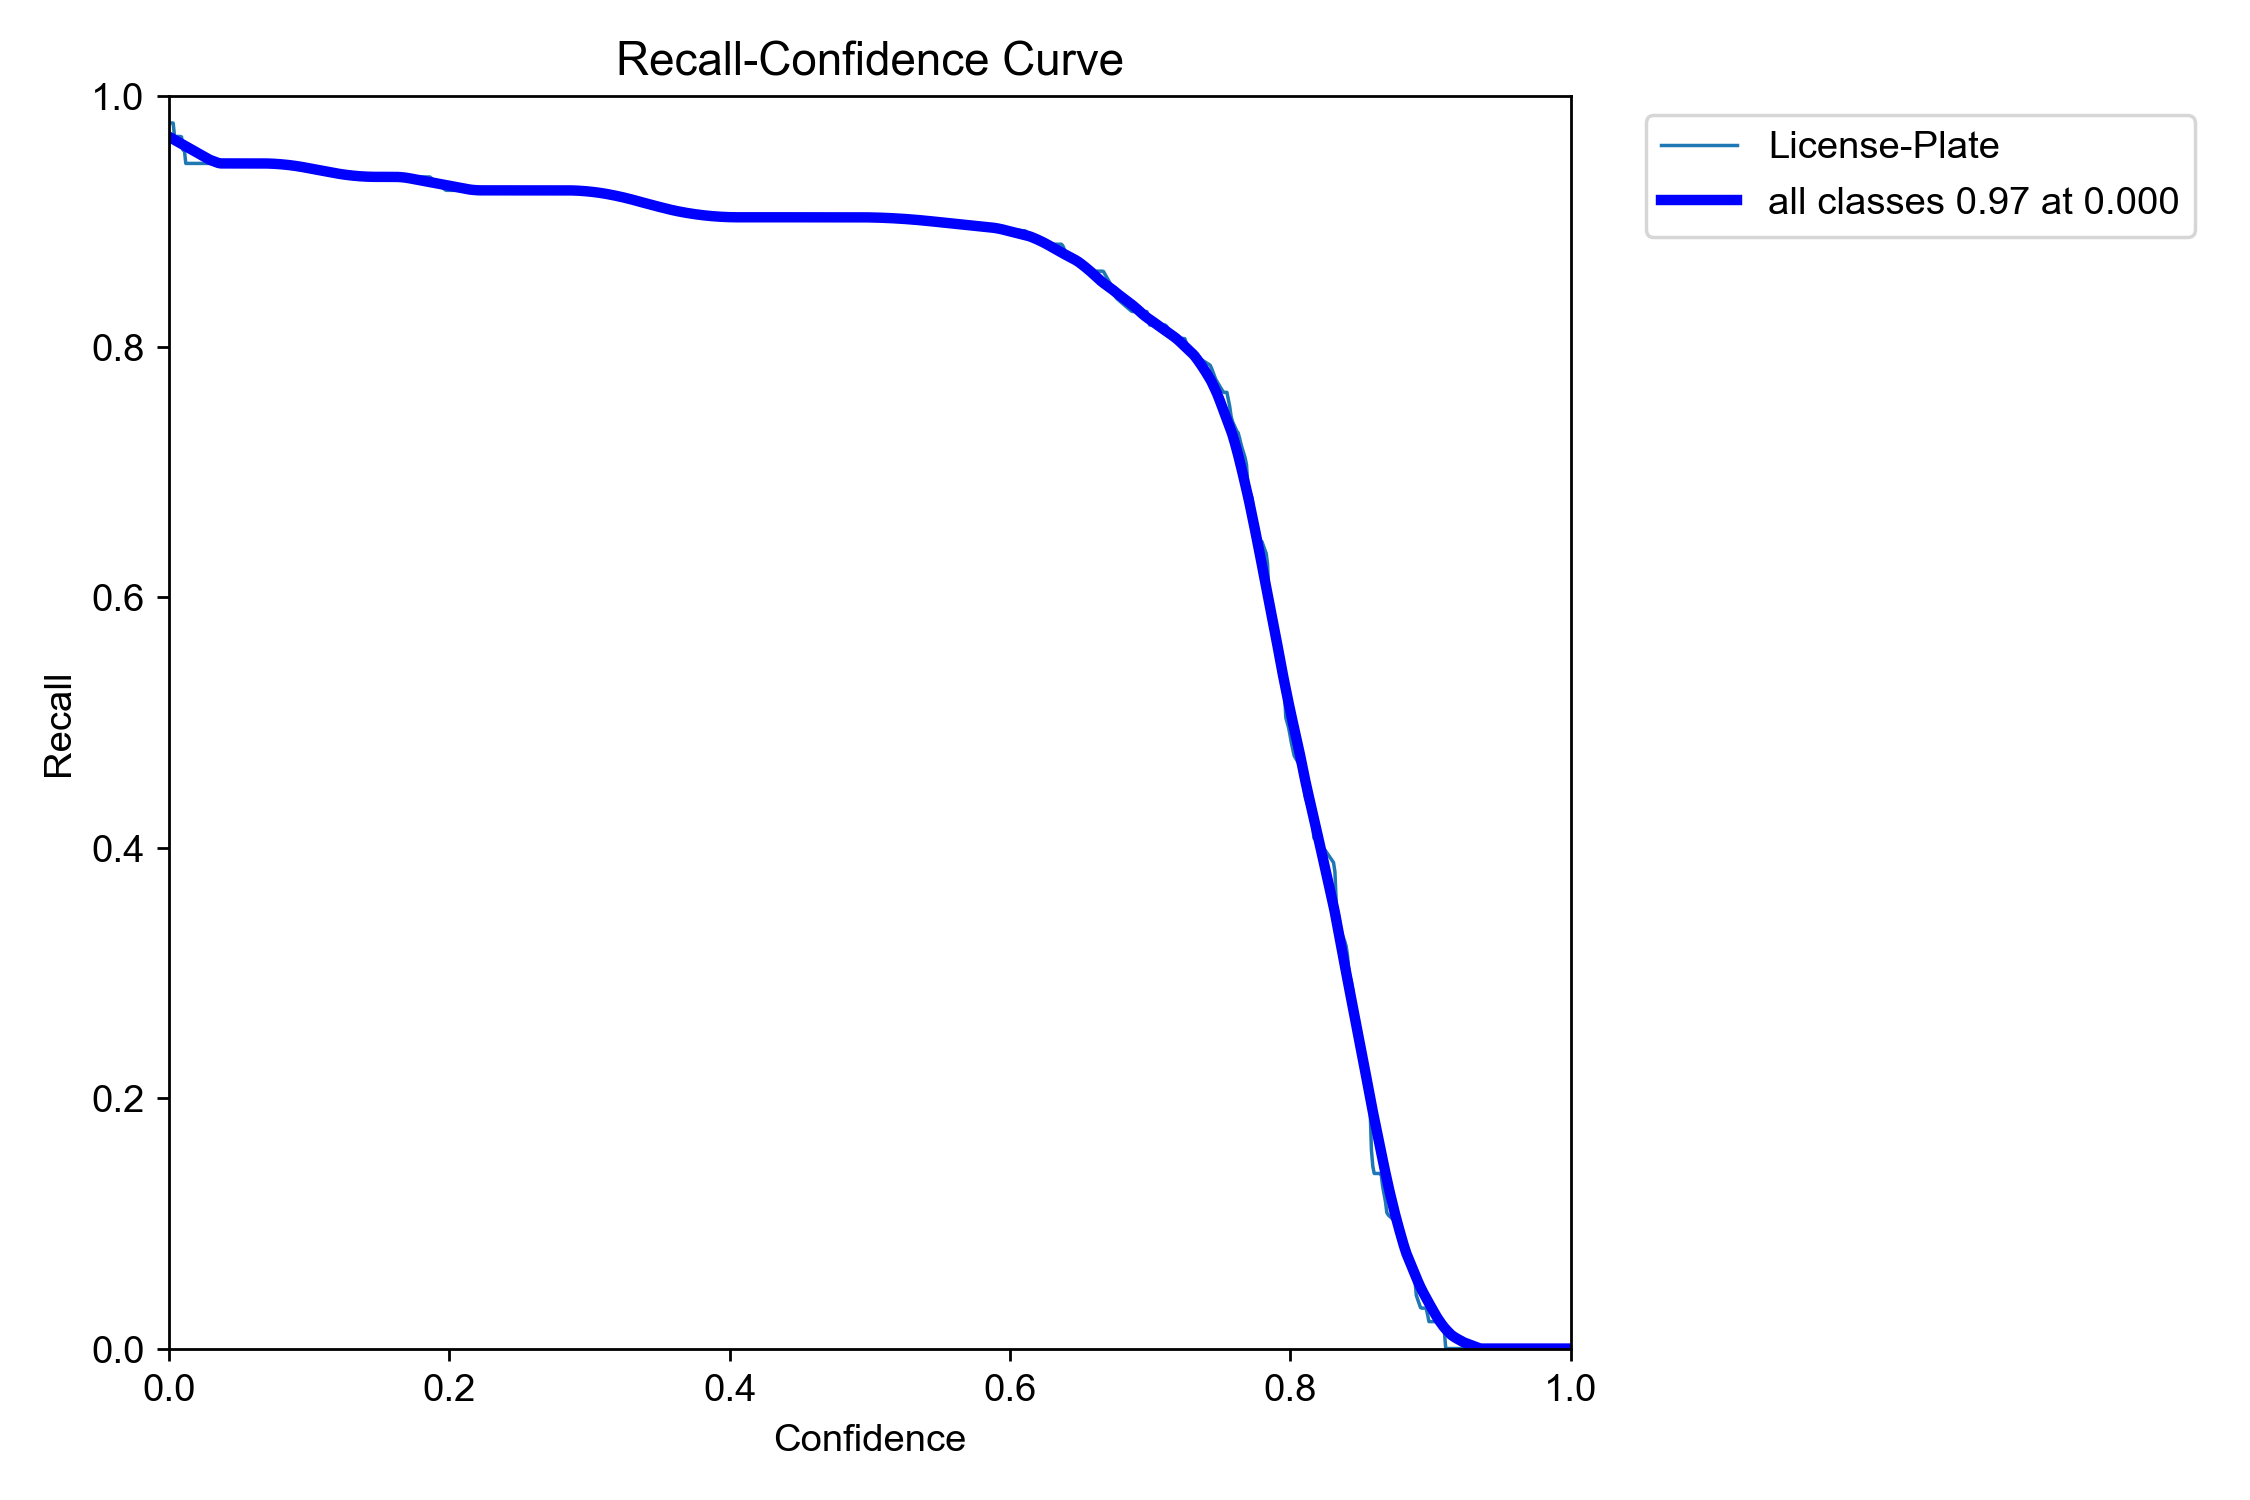 Recall-Confidence Curve
1.0
0.8
0.6
0.4
0.2
0.0
Recall
0.0 0.2 0.4 0.6 0.8 1.0
Confidence
License-Plate
all classes 0.97 at 0.000